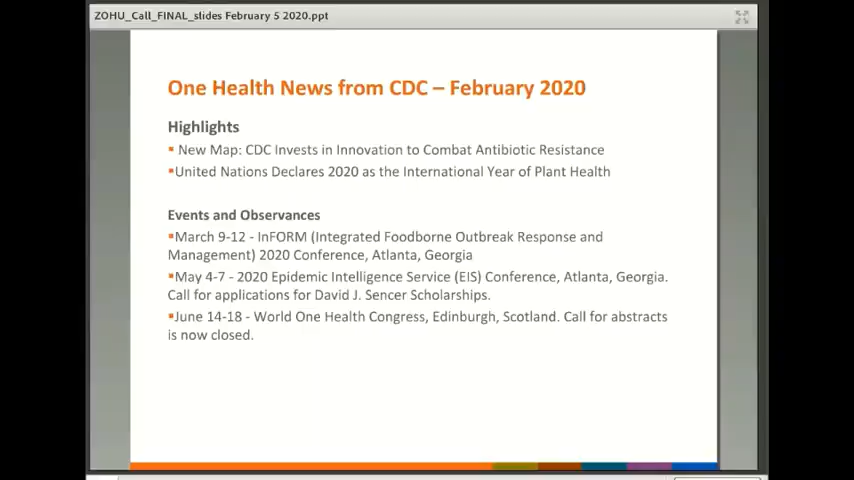 ZOHU_Call_FINAL_slides February 5 2020.ppt
One Health News from CDC – February 2020
Highlights
▪ New Map: CDC Invests in Innovation to Combat Antibiotic Resistance
▪United Nations Declares 2020 as the International Year of Plant Health
Events and Observances
▪March 9-12 - InFORM (Integrated Foodborne Outbreak Response and
Management) 2020 Conference, Atlanta, Georgia
▪May 4-7 - 2020 Epidemic Intelligence Service (EIS) Conference, Atlanta, Georgia.
Call for applications for David J. Sencer Scholarships.
▪June 14-18 - World One Health Congress, Edinburgh, Scotland. Call for abstracts
is now closed.